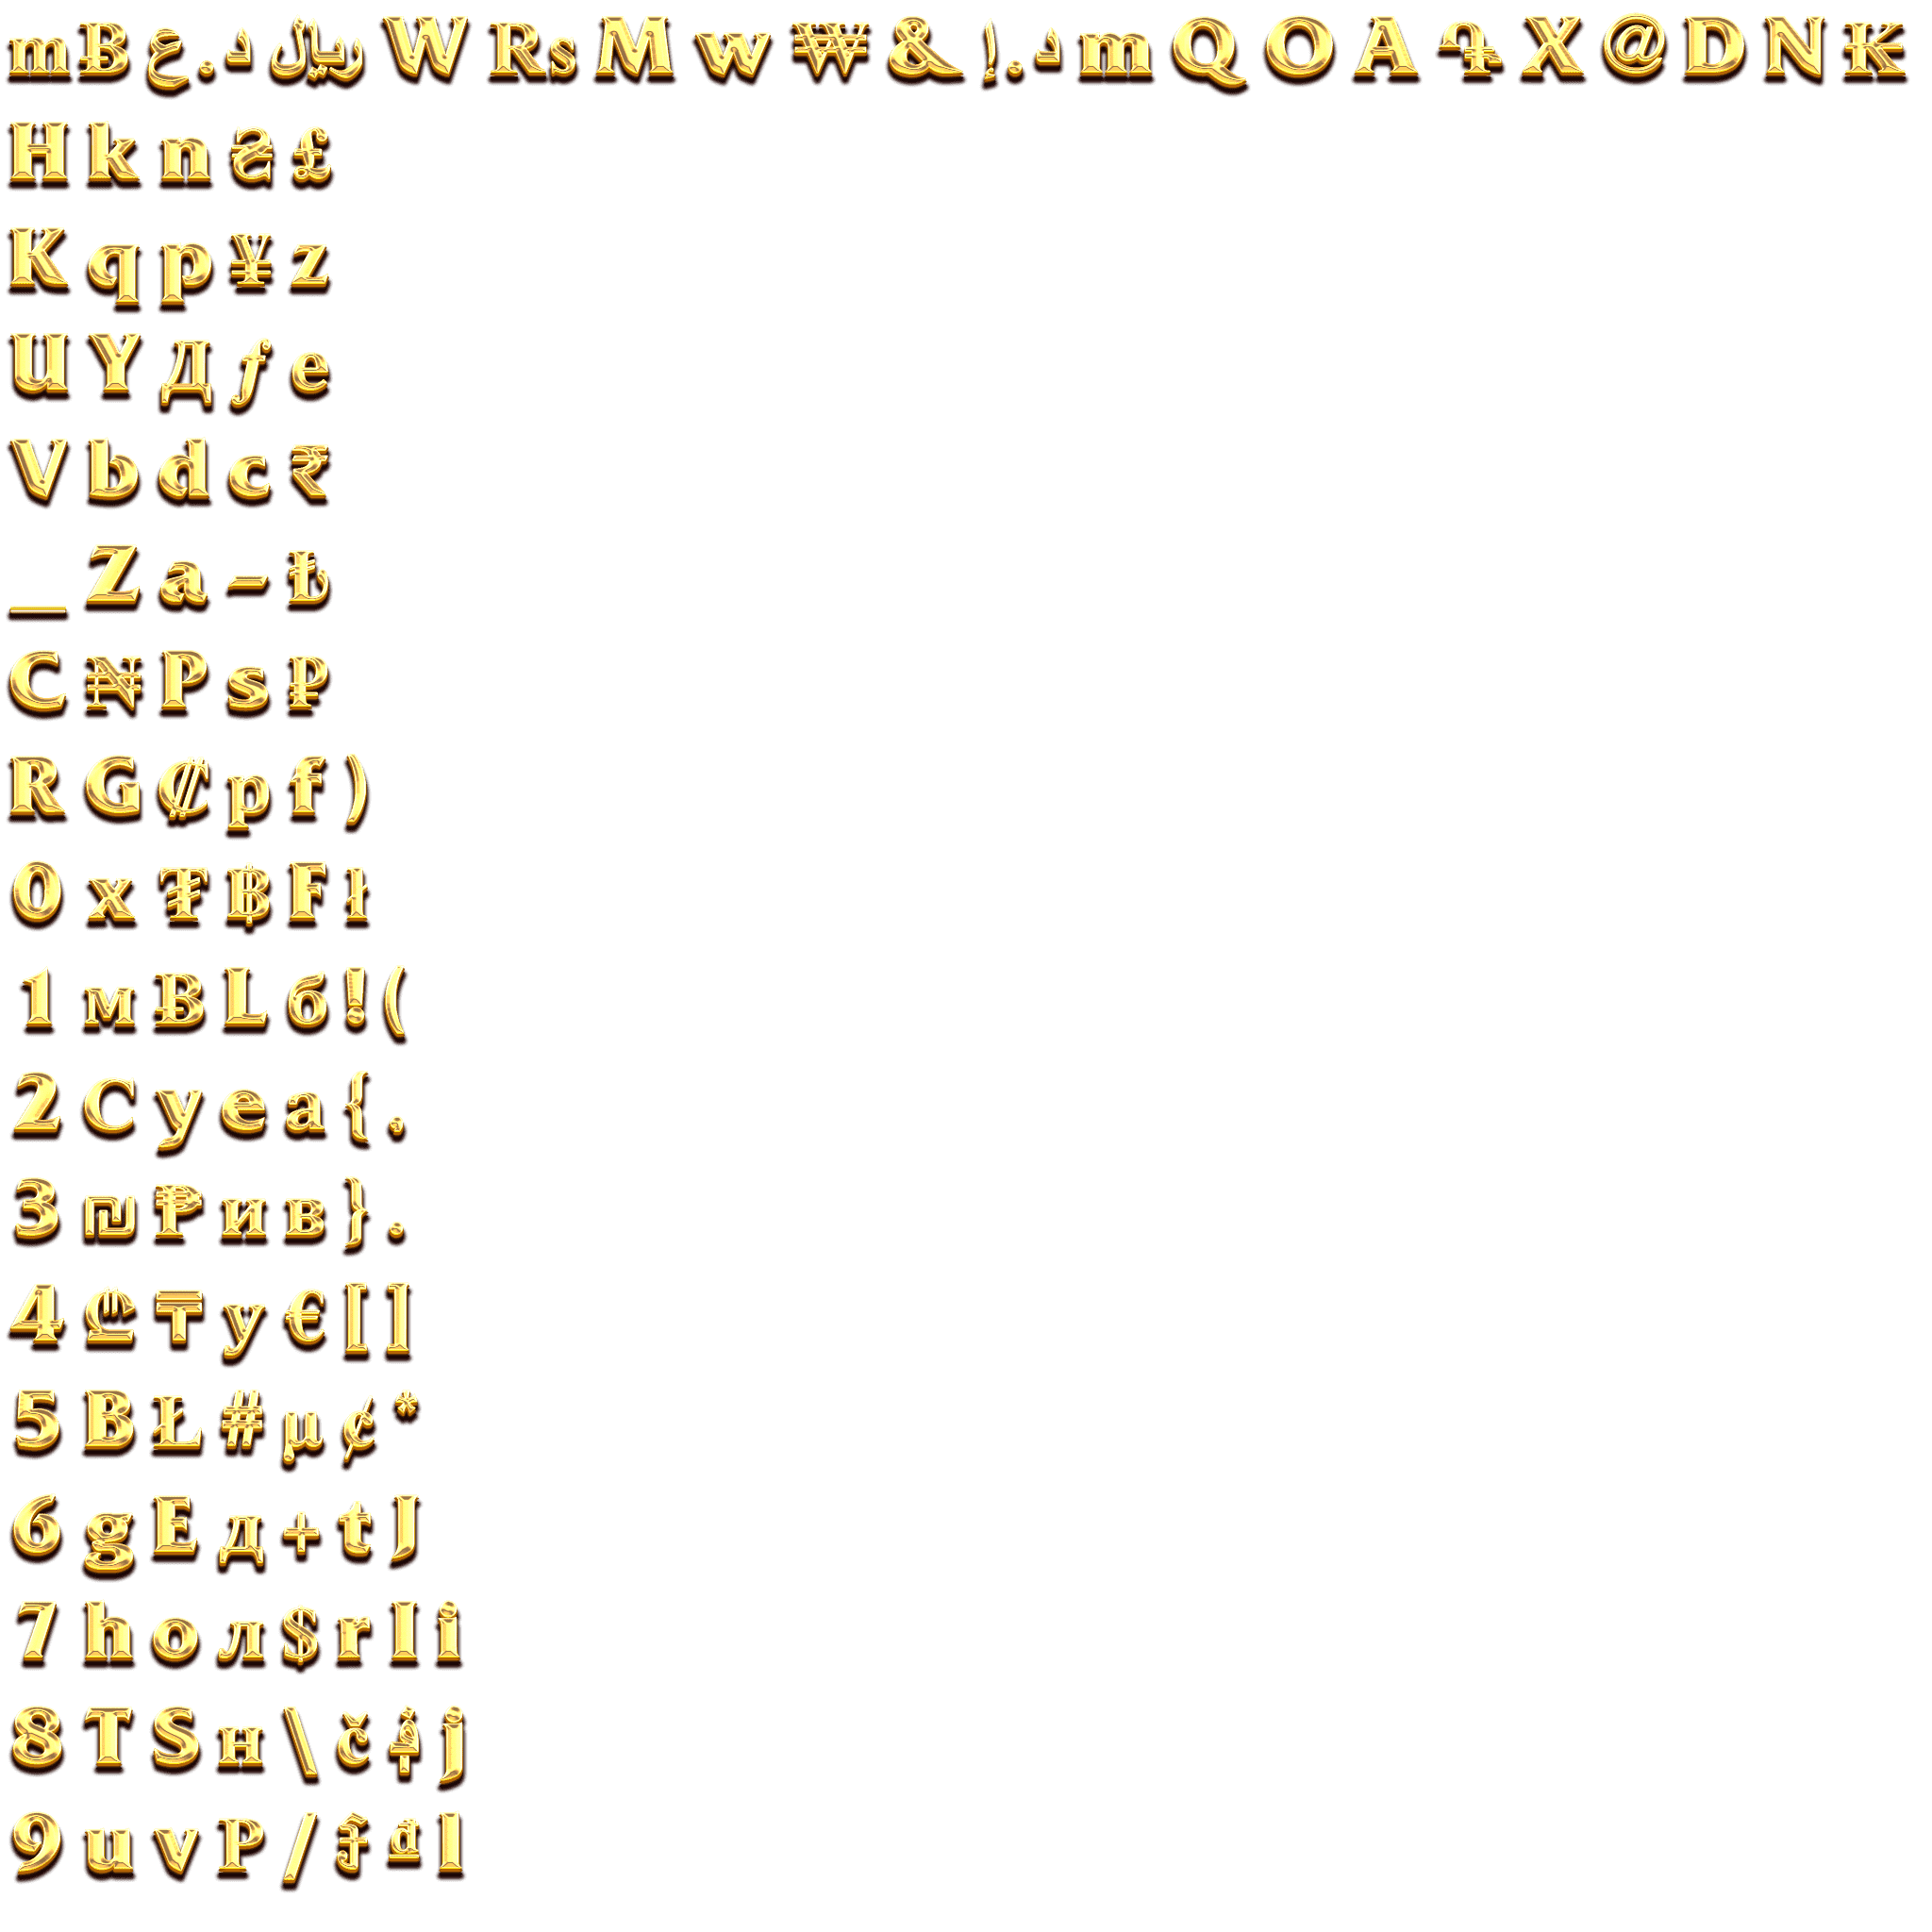 mɃ ع.د ﷼ W Rs M w ₩ & د.إ m Q O A ֏ X @ D N ₭
H k n ₴ £
K q p ¥ z
U Y Д ƒ e
V b d c ₹
_ Z a - ₺
C ₦ P s ₽
R G ₡ p f )
0 x ₮ ฿ F ł
1 м Ƀ L б ! (
2 C y e a { ,
3 ₪ ₱ и в } .
4 ₾ ₸ у € [ ]
5 B Ł # µ ¢ *
6 g E д + t J
7 h o л $ r I i
8 T S н \ č ؋ j
9 u v Р / ៛ ₫ l